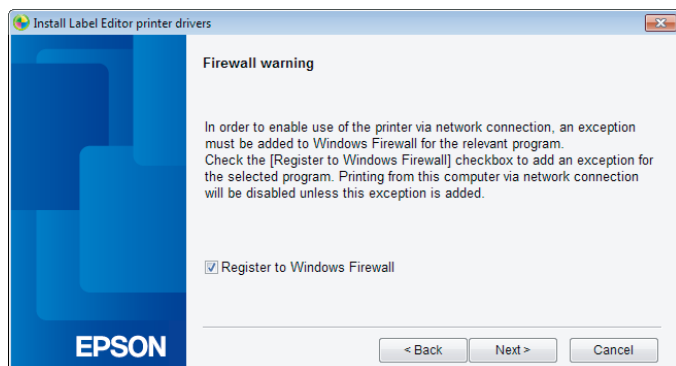 Install Label Editor printer drivers
Firewall warning
In order to enable use of the printer via network connection, an exception
must be added to Windows Firewall for the relevant program.
Check the [Register to Windows Firewall] checkbox to add an exception for
the selected program. Printing from this computer via network connection
will be disabled unless this exception is added.
Register to Windows Firewall
EPSON
< Back
Next >
Cancel